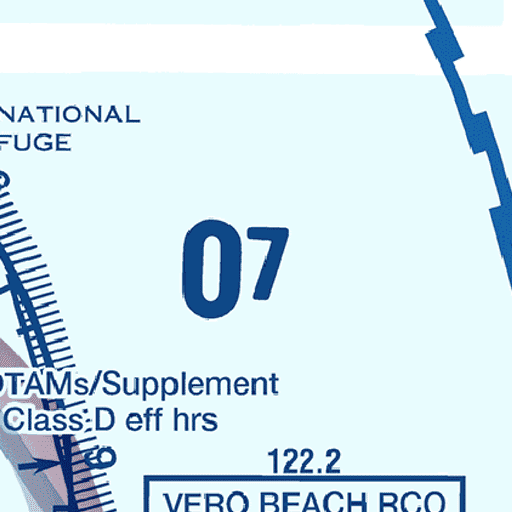 NATIONAL
FUGE
07
OTAMs/Supplement
Class D eff hrs
122.2
VERO BEACH RCO